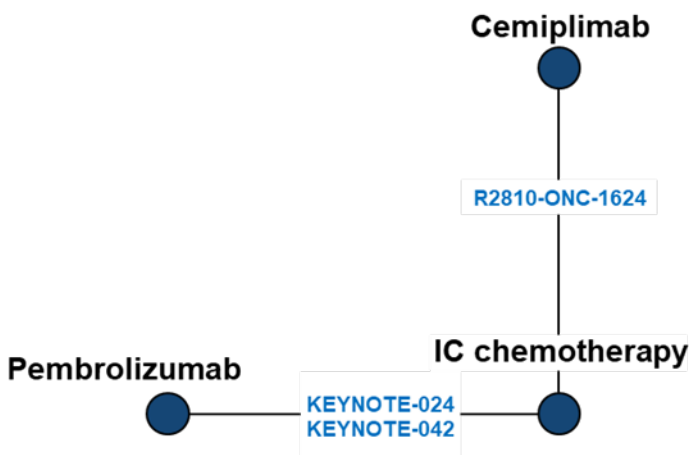 Cemiplimab
R2810-ONC-1624
IC chemotherapy
Pembrolizumab
KEYNOTE-024
KEYNOTE-042